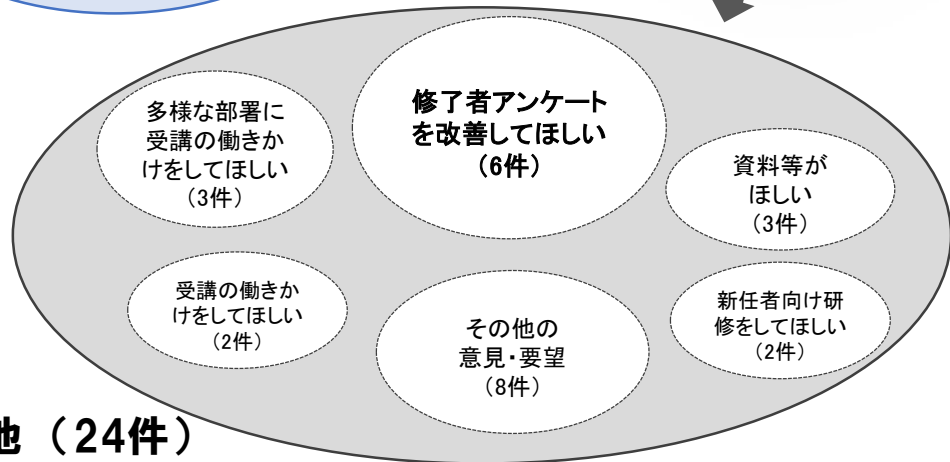 修了者アンケート
を改善してほしい
（6件）
多様な部署に
受講の働きか
けをしてほしい
（3件）
資料等が
ほしい
（3件）
受講の働きか
けをしてほしい
（2件）
その他の
意見・要望
（8件）
新任者向け研
修をしてほしい
（2件）
他（24件）